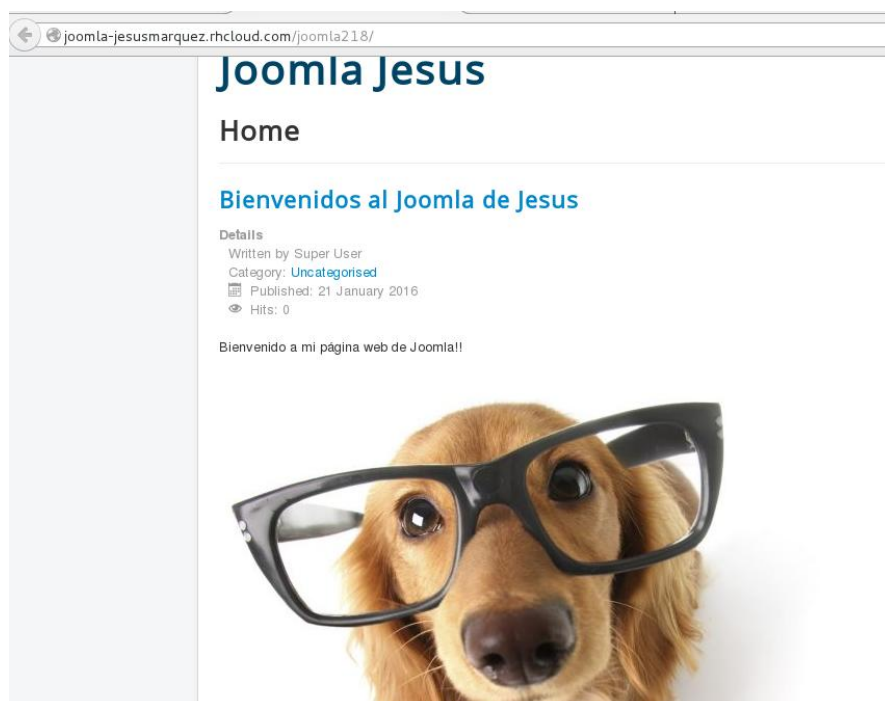 joomla-jesusmarquez.rhcloud.com/joomla218/
Joomla Jesus
Home
Bienvenidos al Joomla de Jesus
Details
Written by Super User
Category: Uncategorised
Published: 21 January 2016
Hits: 0
Bienvenido a mi página web de Joomla!!